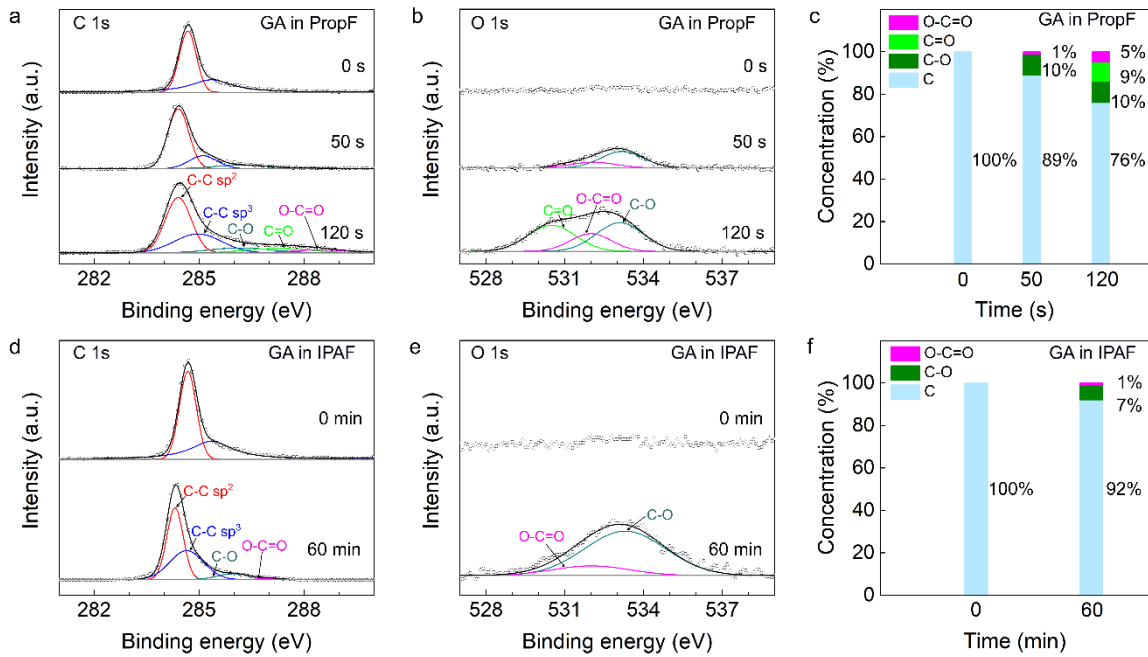 a
C 1s
GA in PropF
0 s
50 s
C-C sp²
C-C sp³
C-O
C=O
O-C=O
120 s
282
285
288
Binding energy (eV)
Intensity (a.u.)
b
O 1s
GA in PropF
0 s
50 s
C=O
O-C=O
C-O
120 s
528
531
534
537
Binding energy (eV)
Intensity (a.u.)
c
O-C=O
C=O
C-O
C
GA in PropF
100
80
60
40
20
0
100%
1%
10%
89%
5%
9%
10%
76%
0
50
120
Time (s)
Concentration (%)
d
C 1s
GA in IPAF
0 min
C-C sp²
C-C sp³
C-O
O-C=O
60 min
282
285
288
Binding energy (eV)
Intensity (a.u.)
e
O 1s
GA in IPAF
0 min
O-C=O
C-O
60 min
528
531
534
537
Binding energy (eV)
Intensity (a.u.)
f
O-C=O
C-O
C
GA in IPAF
100
80
60
40
20
0
100%
1%
7%
92%
0
60
Time (min)
Concentration (%)